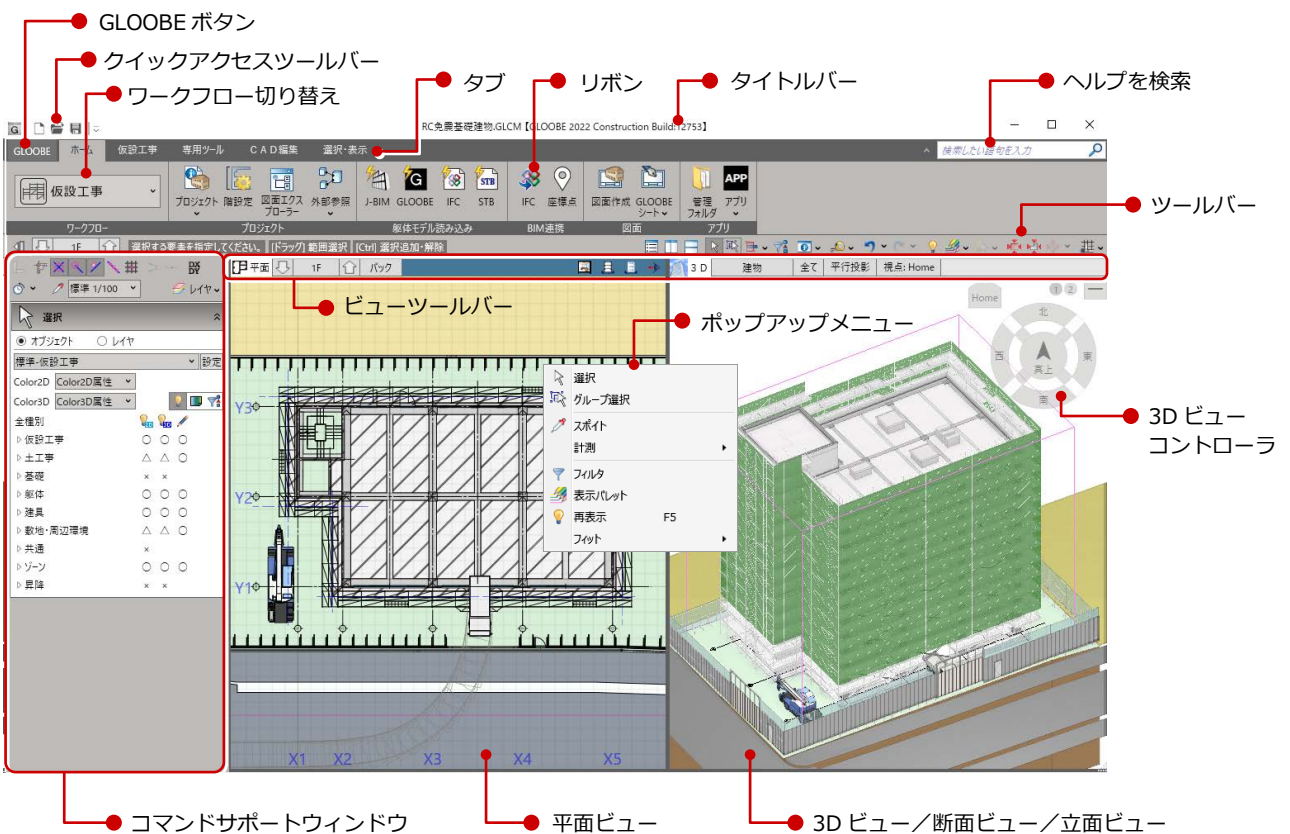 GLOOBE ボタン
クイックアクセスツールバー
ワークフロー切り替え
タブ
リボン
タイトルバー
ヘルプを検索
RC免震基礎建物.GLCM【GLOOBE 2022 Construction Build:12753】
GLOOBE ホーム 仮設工事 専用ツール CAD編集 選択・表示
検索したい語句を入力
仮設工事
プロジェクト 階設定 図面エクスプローラー 外部参照 J-BIM GLOOBE IFC STB IFC 座標点 図面作成 GLOOBEシート 管理フォルダ アプリ
APP
ワークフロー プロジェクト 躯体モデル読み込み BIM連携 図面 アプリ
ツールバー
1F 選択する要素を指定してください。 [ドラッグ] 範囲選択 [Ctrl] 選択追加・解除
平面 1F バック
3D 建物 全て 平行投影 視点: Home
標準 1/100 レイヤ
選択
オブジェクト レイヤ
標準-仮設工事 設定
Color2D Color2D属性
Color3D Color3D属性
全種別
仮設工事 ○ ○ ○
土工事 △ △ ○
基礎 × ×
躯体 ○ ○ ○
建具 ○ ○ ○
敷地・周辺環境 △ △ ○
共通 ×
ゾーン ○ ○ ○
昇降 × ×
ビューツールバー
ポップアップメニュー
選択
グループ選択
スポイト
計測
フィルタ
表示パレット
再表示 F5
フィット
Y3
Y2
Y1
X1 X2 X3 X4 X5
Home
1 2
北
西
東
真上
南
3D ビュー
コントローラ
コマンドサポートウィンドウ
平面ビュー
3D ビュー／断面ビュー／立面ビュー